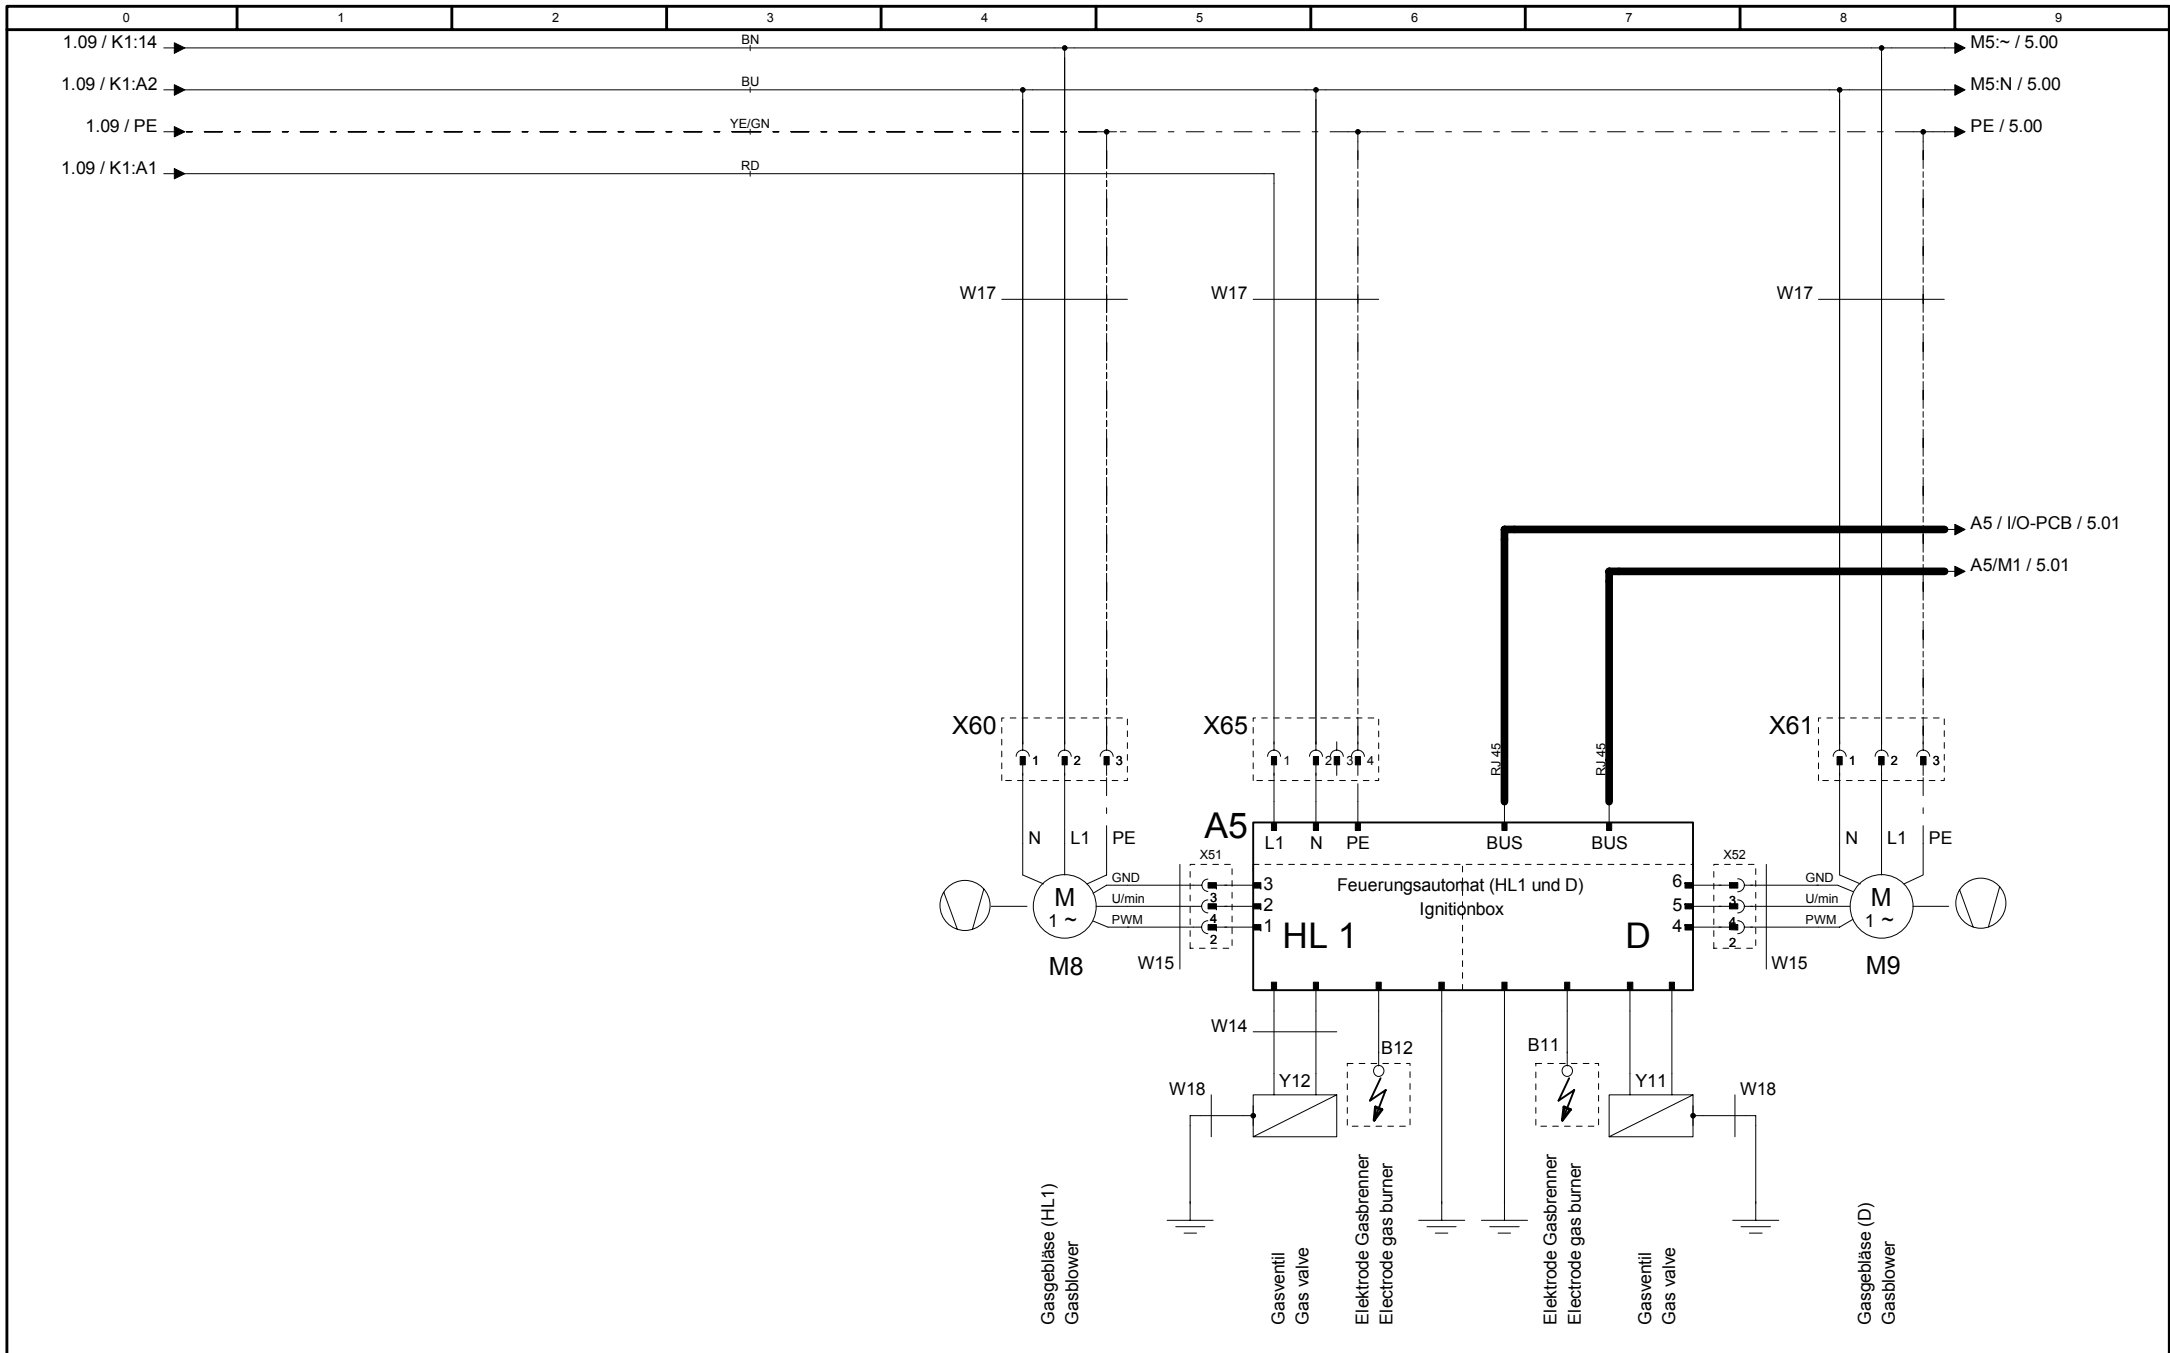 0 1 2 3 4 5 6 7 8 9
1.09 / K1:14 BN M5:~ / 5.00
1.09 / K1:A2 BU M5:N / 5.00
1.09 / PE YE/GN PE / 5.00
1.09 / K1:A1 RD
W17 W17 W17
A5 / I/O-PCB / 5.01
A5/M1 / 5.01
X60 X65 X61
RJ 45 RJ 45
1 2 3 1 2 3 4 1 2 3
A5
N L1 PE L1 N PE BUS BUS N L1 PE
X51 X52
GND 3 Feuerungsautomat (HL1 und D) 6 GND
U/min 3 2 Ignitionbox 5 3 U/min
PWM 4 1 4 4 PWM
2 2
M M
1 ~ 1 ~
HL 1 D
M8 W15 W15 M9
W14
B12 B11
W18 Y12 Y11 W18
Gasgebläse (HL1)
Gasblower
Gasventil
Gas valve
Elektrode Gasbrenner
Electrode gas burner
Elektrode Gasbrenner
Electrode gas burner
Gasventil
Gas valve
Gasgebläse (D)
Gasblower